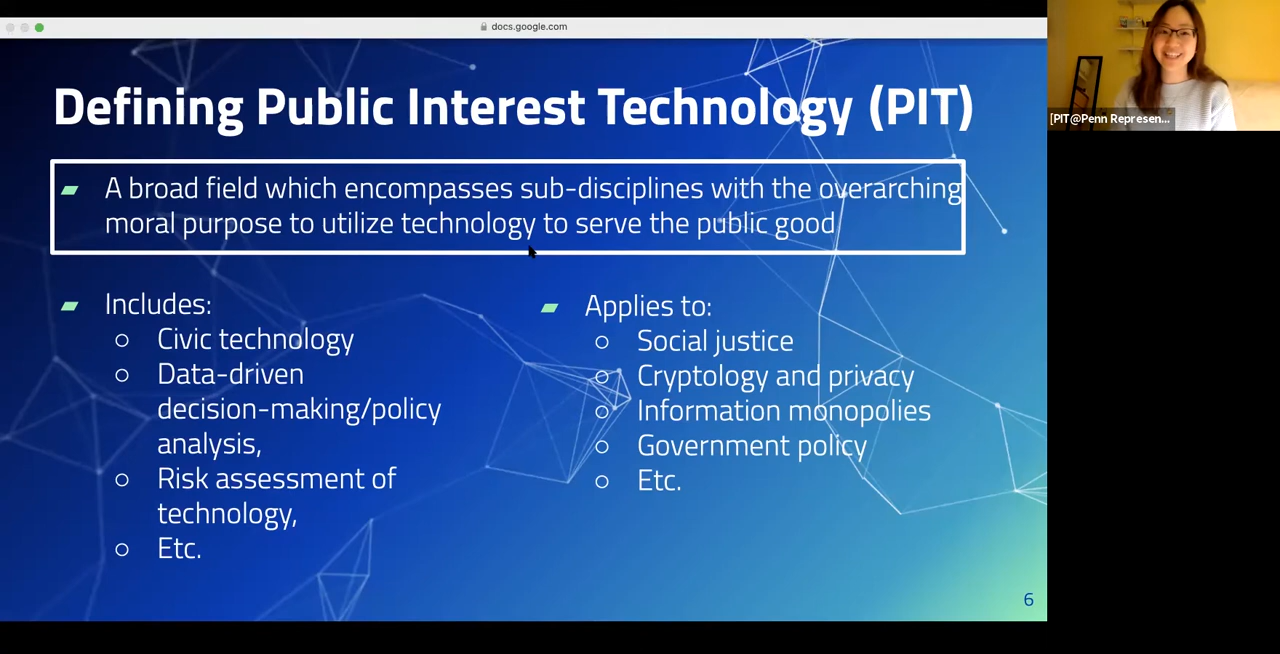 docs.google.com
Defining Public Interest Technology (PIT)
A broad field which encompasses sub-disciplines with the overarching
moral purpose to utilize technology to serve the public good
Includes:
Civic technology
Data-driven
decision-making/policy
analysis,
Risk assessment of
technology,
Etc.
Applies to:
Social justice
Cryptology and privacy
Information monopolies
Government policy
Etc.
6
[PIT@Penn Represen...